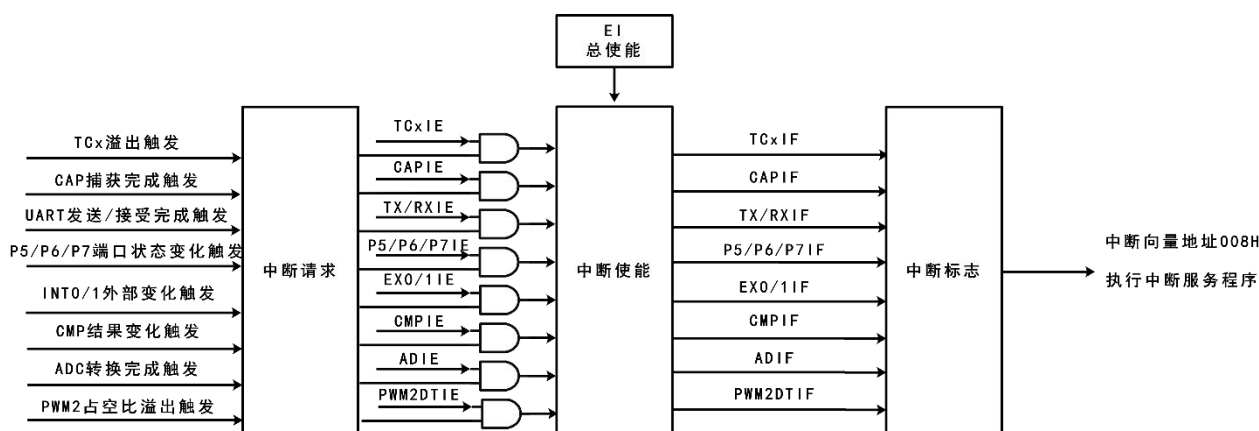 EI
总使能
TCx溢出触发
CAP捕获完成触发
UART发送/接受完成触发
P5/P6/P7端口状态变化触发
INT0/1外部变化触发
CMP结果变化触发
ADC转换完成触发
PWM2占空比溢出触发
中断请求
TCxIE
CAPIE
TX/RXIE
P5/P6/P7IE
EX0/1IE
CMPIE
ADIE
PWM2DTIE
中断使能
TCxIF
CAPIF
TX/RXIF
P5/P6/P7IF
EX0/1IF
CMPIF
ADIF
PWM2DTIF
中断标志
中断向量地址008H
执行中断服务程序